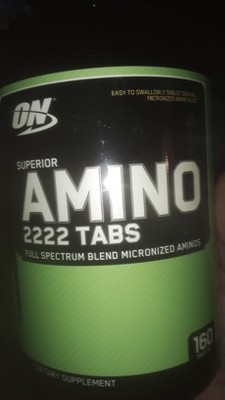 EASY TO SWALLOW 2 TABLET SERVING
MICRONIZED AMINO ACIDS
ON
SUPERIOR
AMINO
2222 TABS
FULL SPECTRUM BLEND MICRONIZED AMINOS
160
SUPPLEMENT